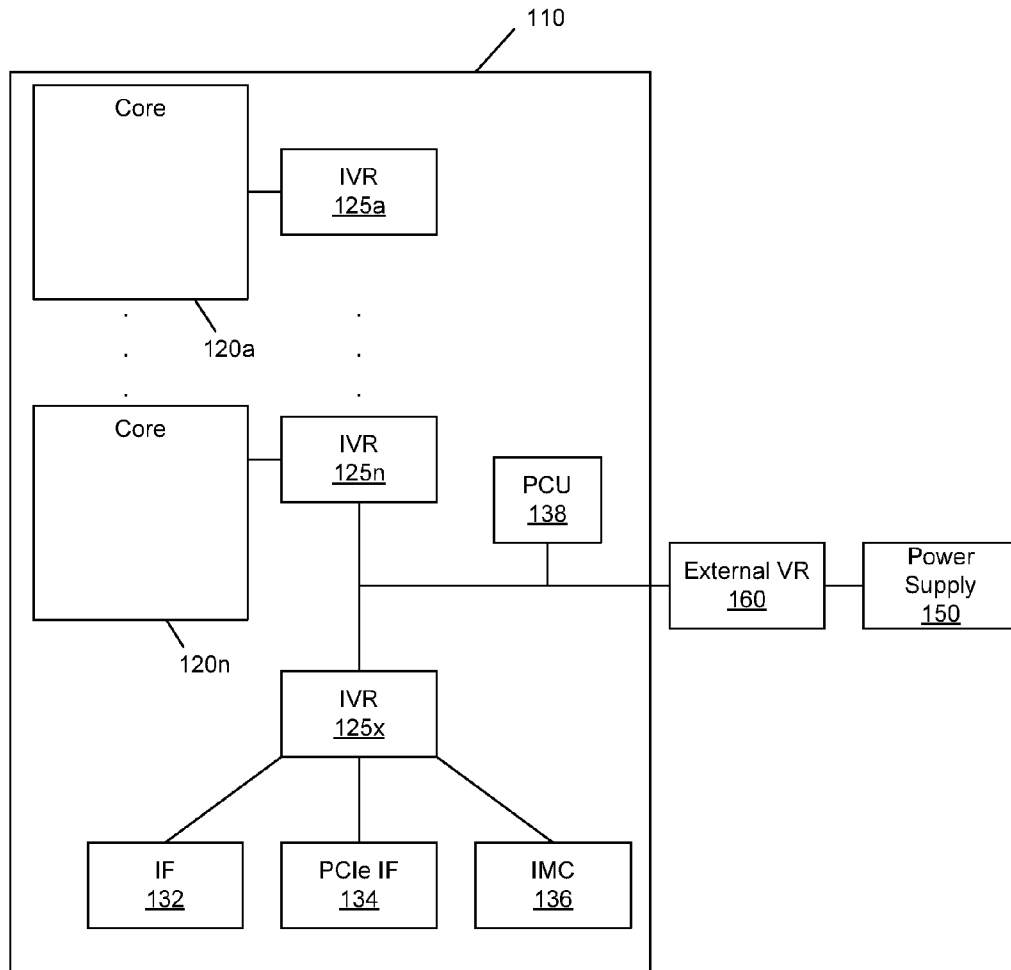 110
Core
IVR
125a
120a
Core
IVR
125n
PCU
138
External VR
160
Power
Supply
150
120n
IVR
125x
IF
132
PCIe IF
134
IMC
136